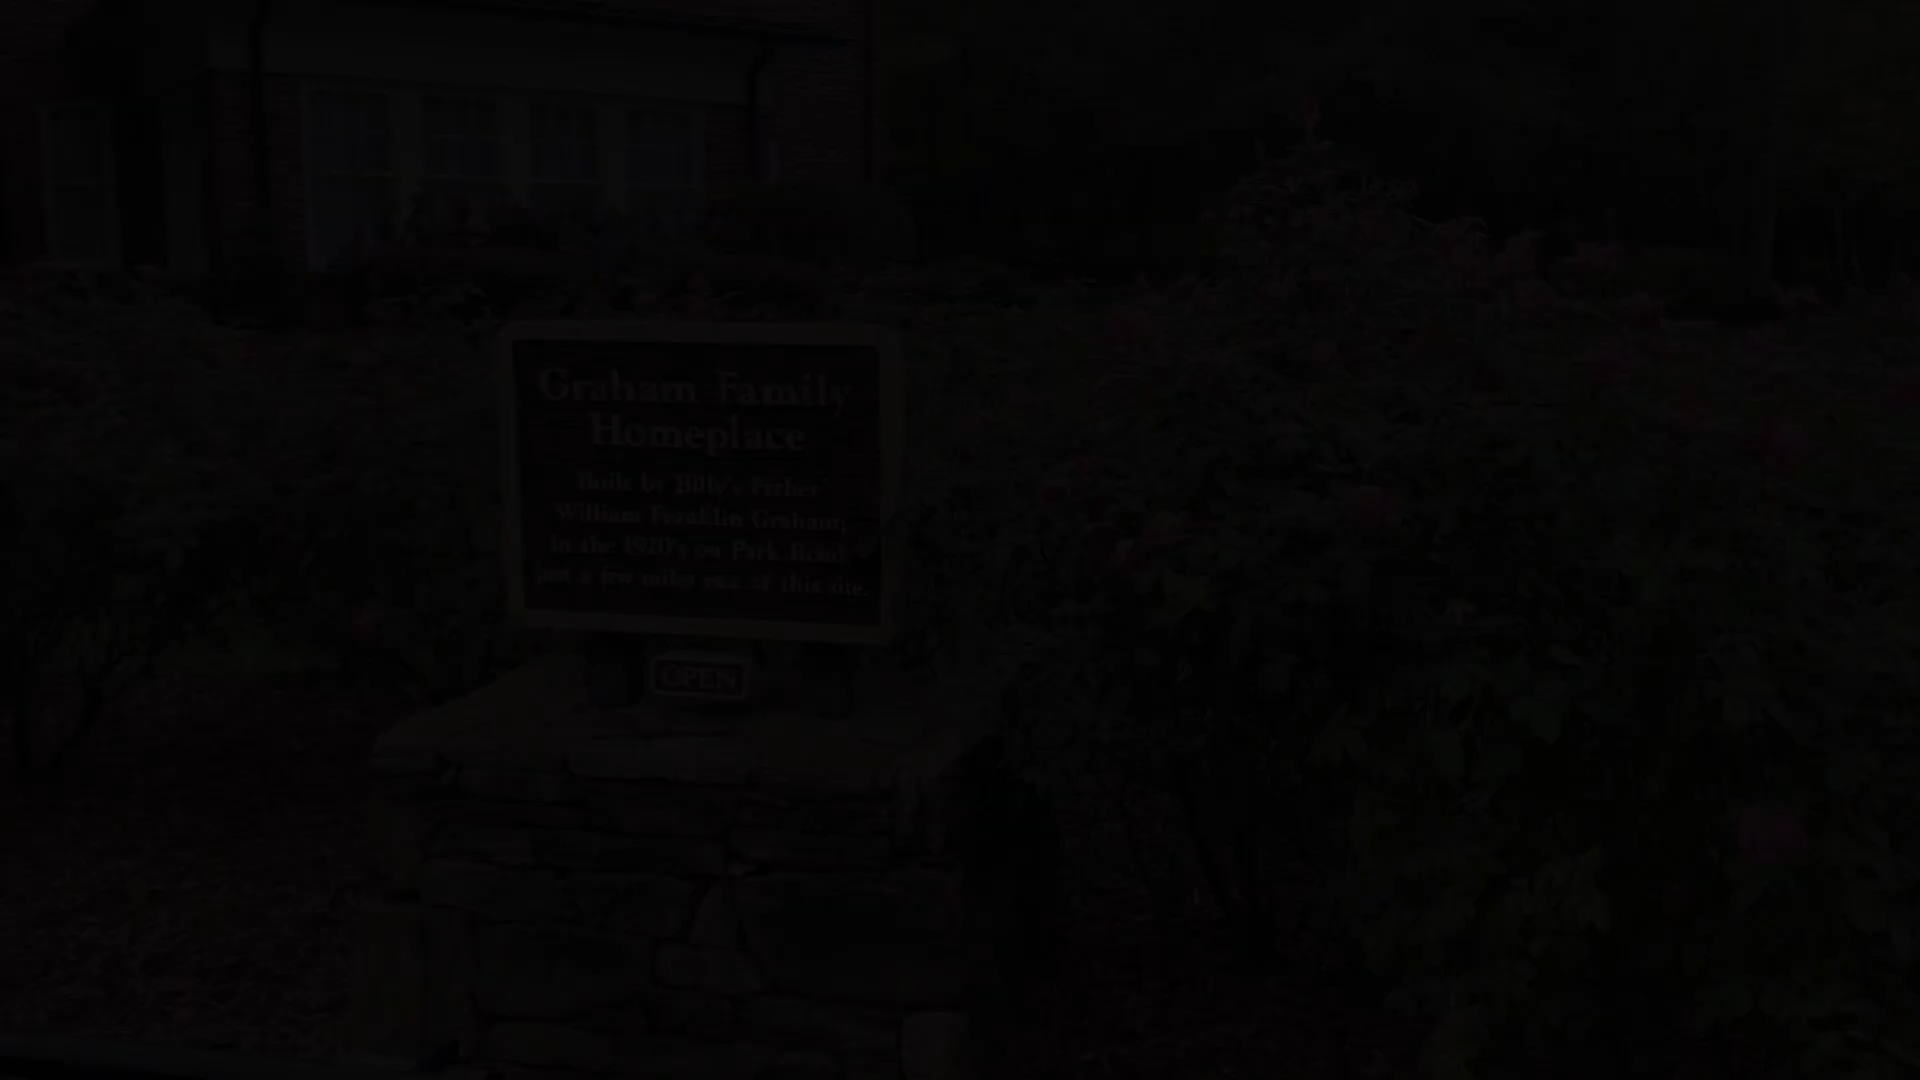 Graham Family
Homeplace
Built by Billy's Father
William Franklin Graham,
in the 1920's on Park Road
just a few miles east of this site.
OPEN